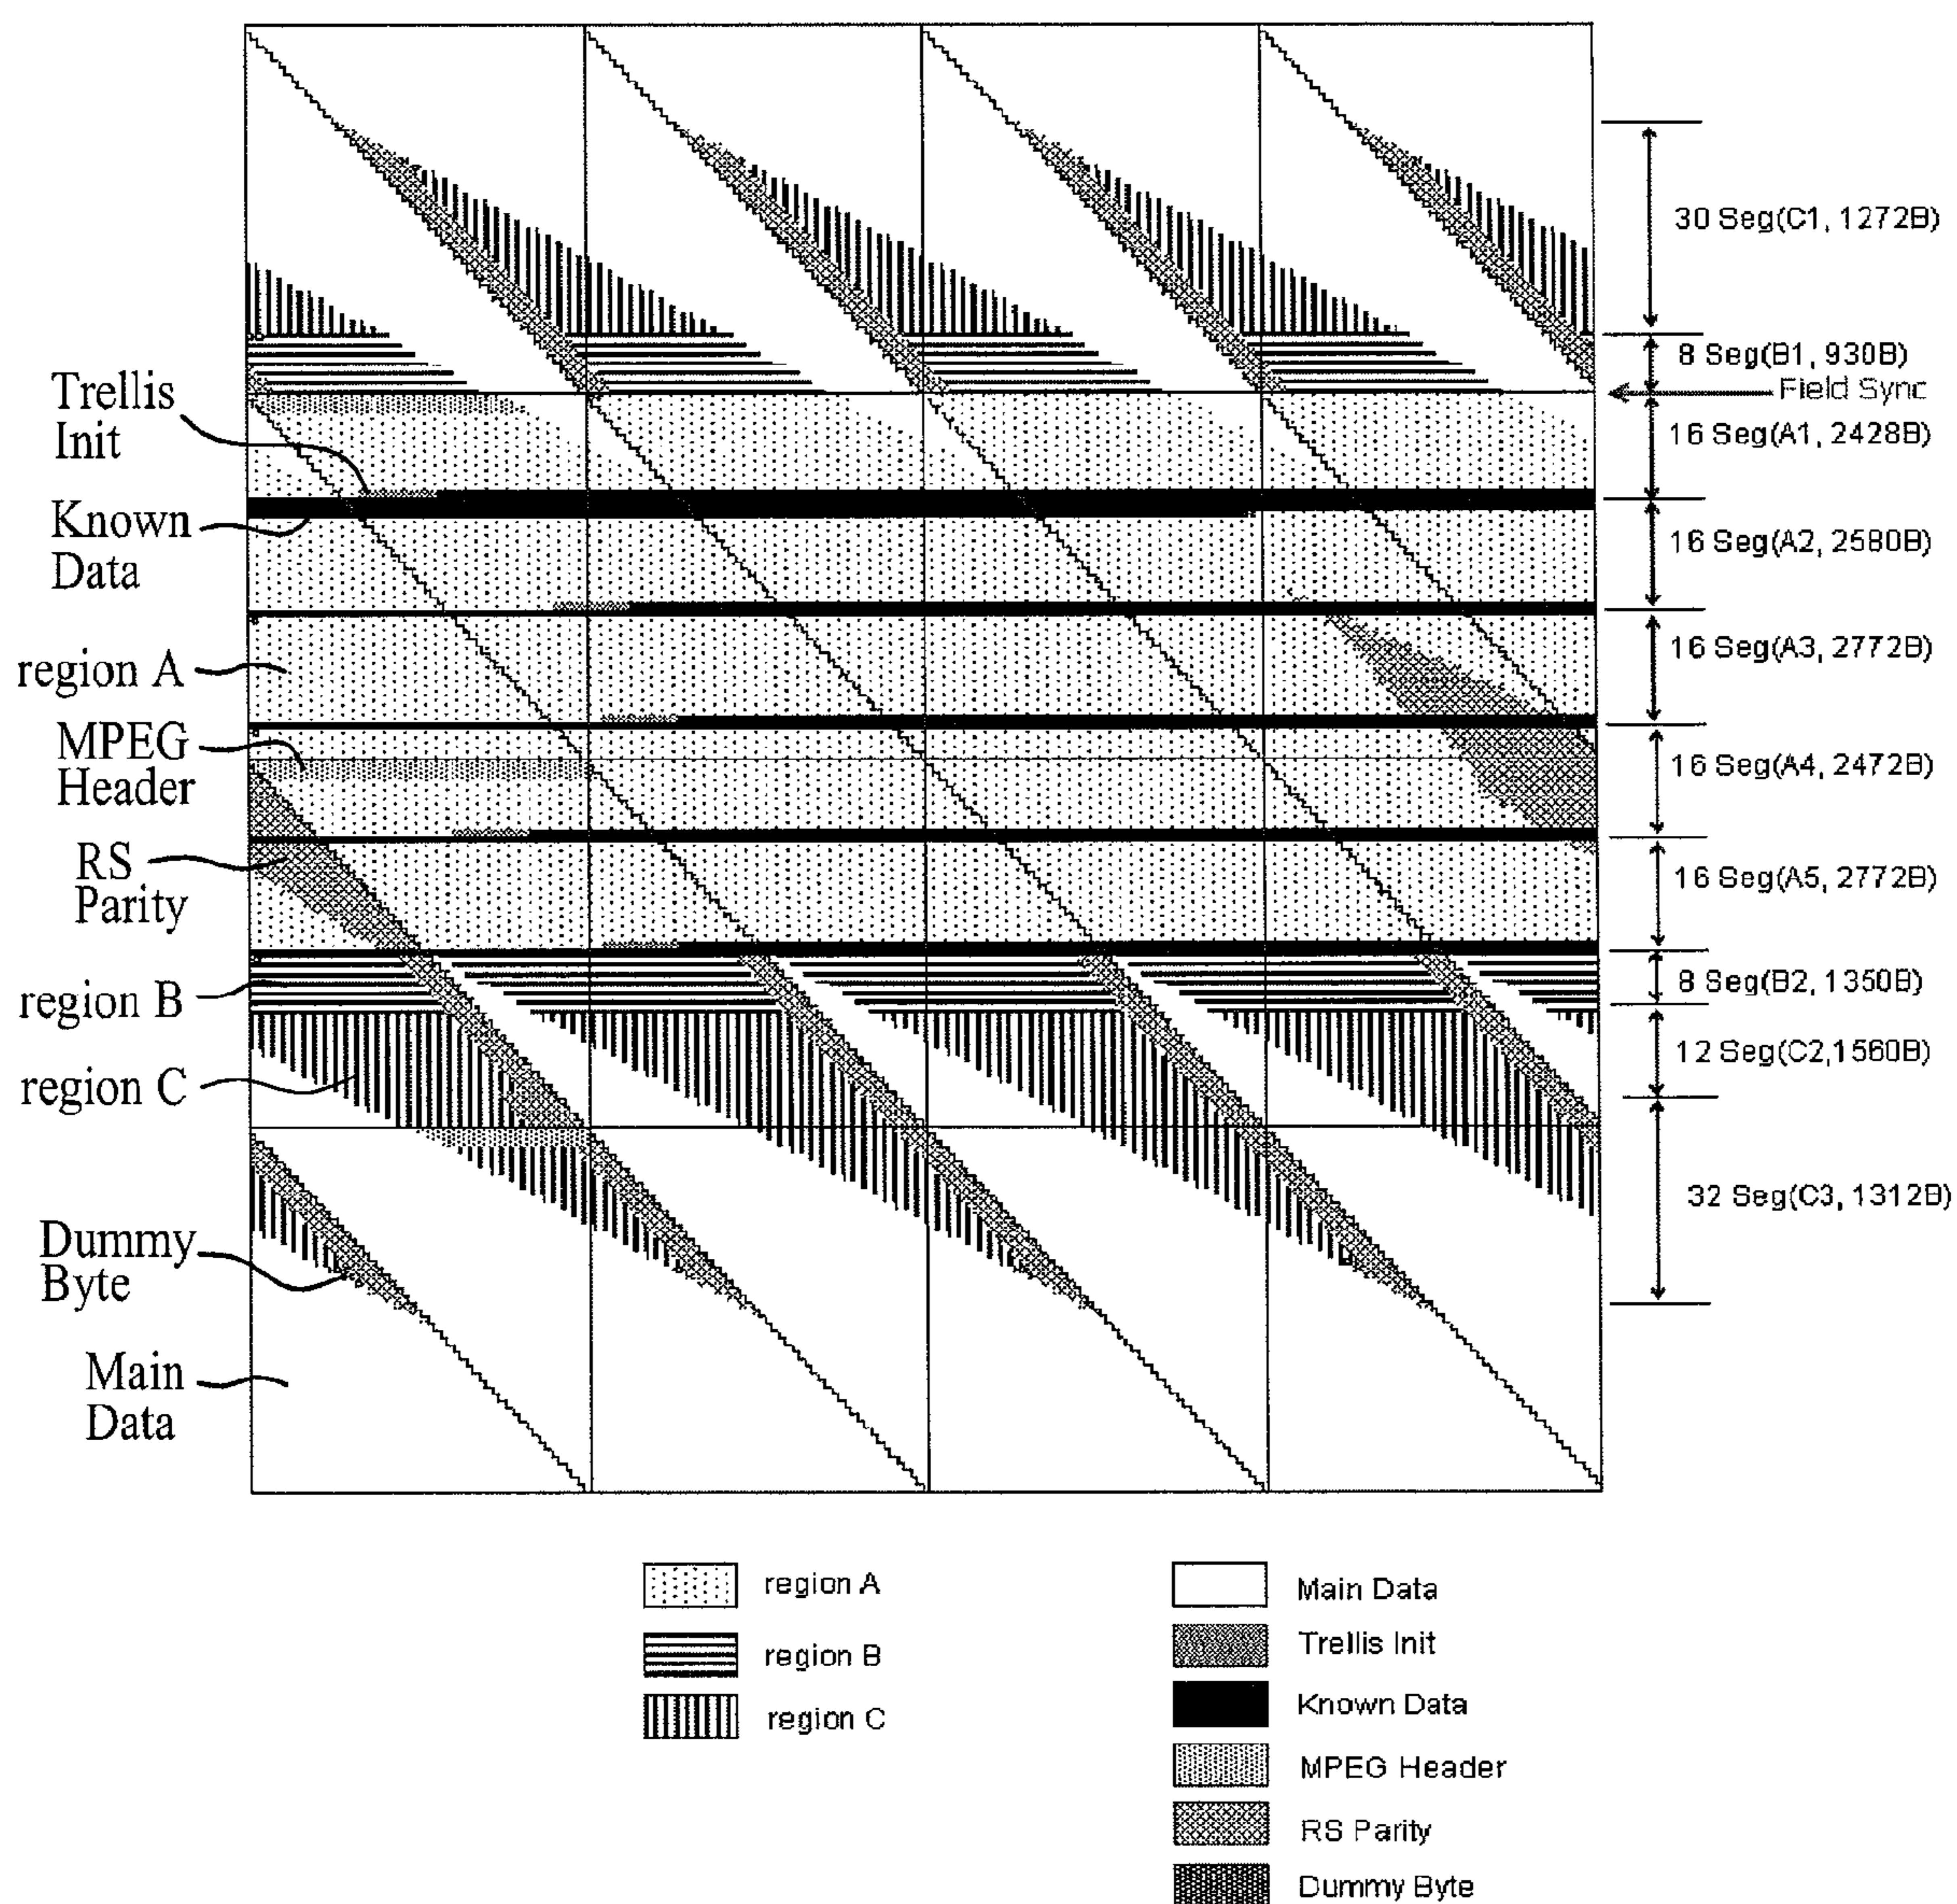 30 Seg(C1, 1272B)
8 Seg(B1, 930B)
Field Sync
16 Seg(A1, 2428B)
16 Seg(A2, 2580B)
16 Seg(A3, 2772B)
16 Seg(A4, 2472B)
16 Seg(A5, 2772B)
8 Seg(B2, 1350B)
12 Seg(C2,1560B)
32 Seg(C3, 1312B)
Trellis
Init
Known
Data
region A
MPEG
Header
RS
Parity
region B
region C
Dummy
Byte
Main
Data
region A
region B
region C
Main Data
Trellis Init
Known Data
MPEG Header
RS Parity
Dummy Byte